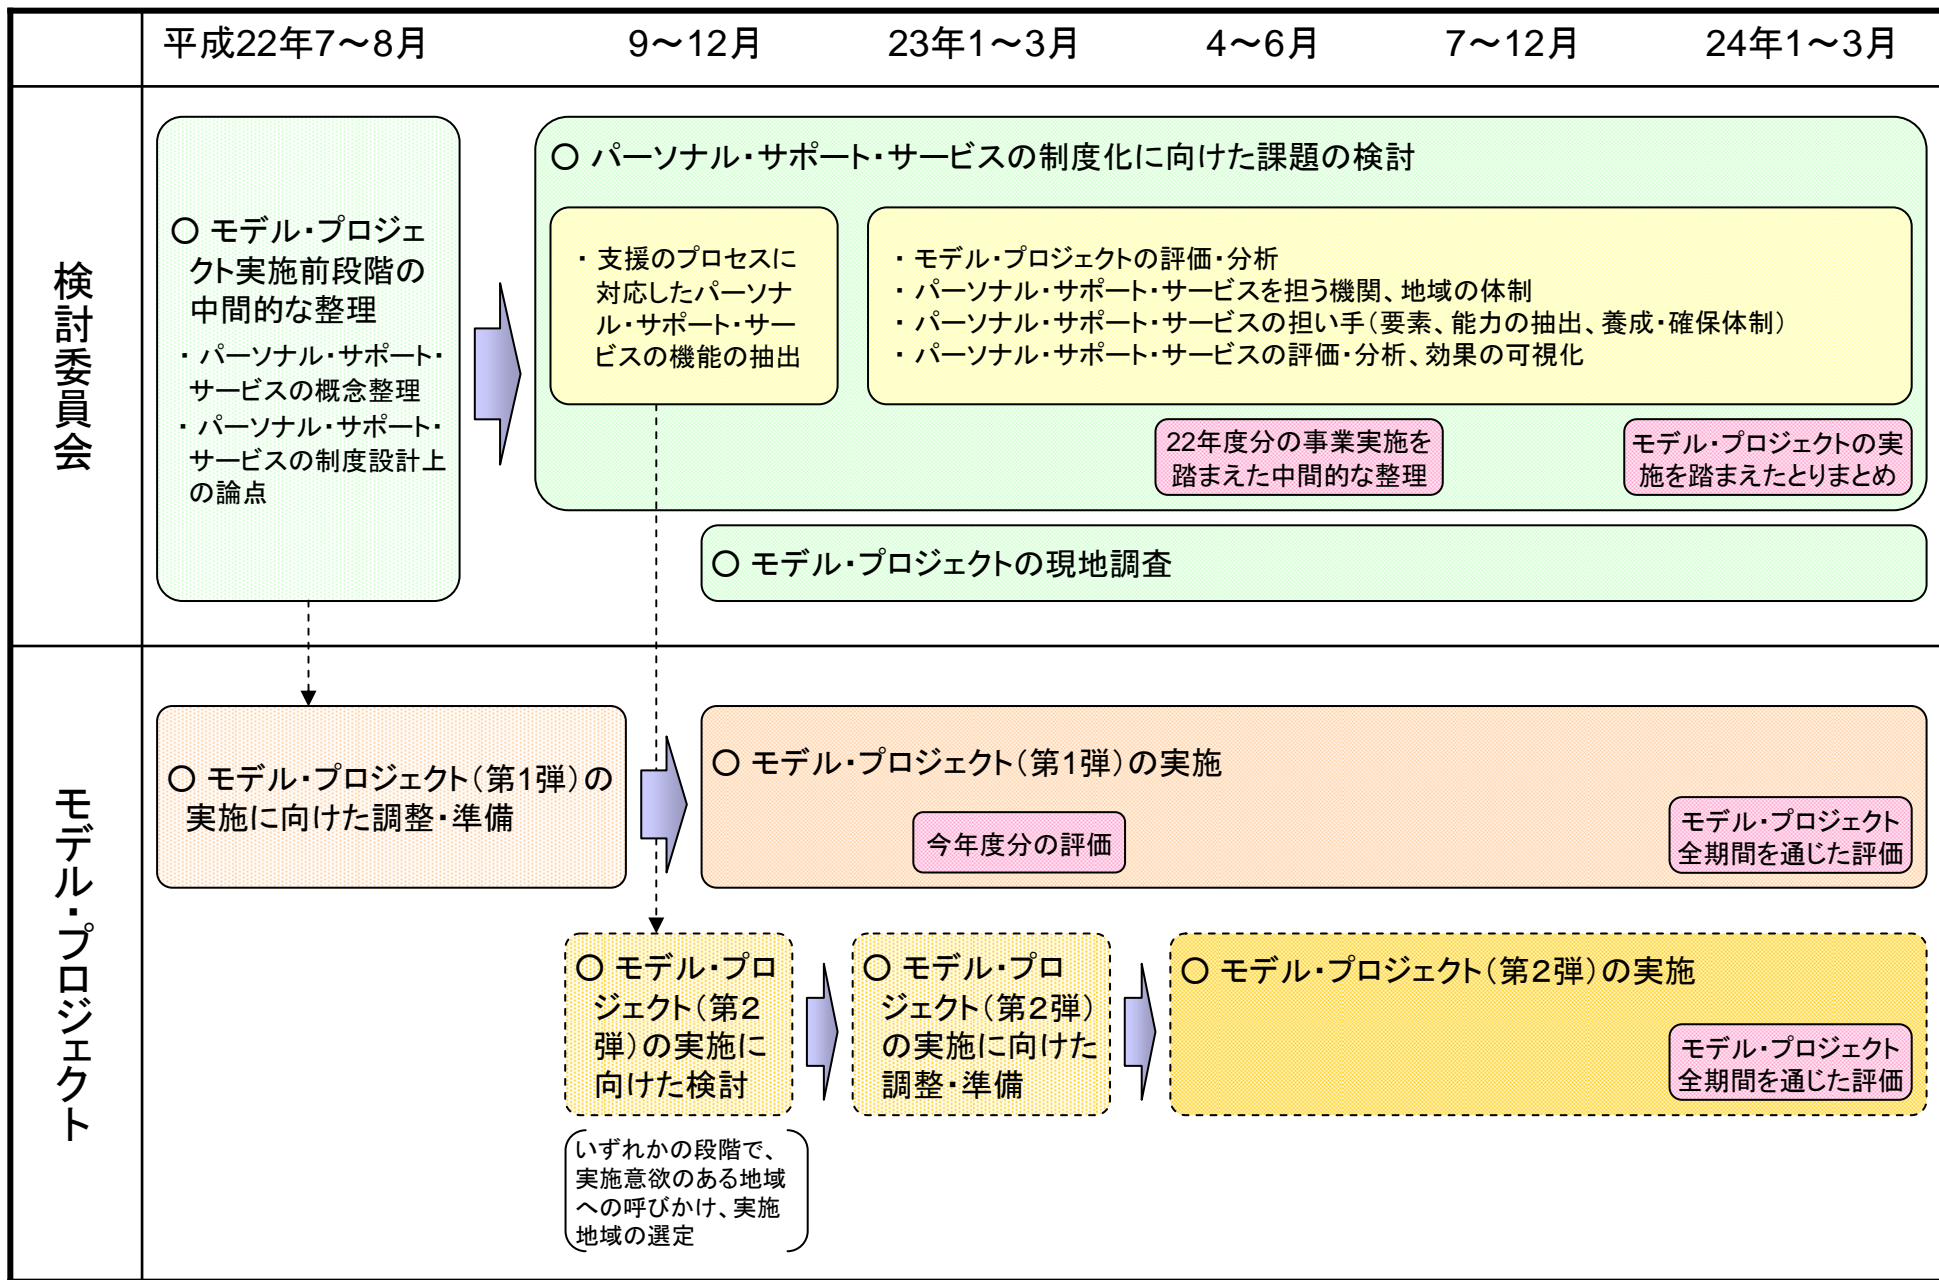 平成22年7～8月
9～12月
23年1～3月
4～6月
7～12月
24年1～3月
検討委員会
○ モデル・プロジェ
クト実施前段階の
中間的な整理
・ パーソナル・サポート・
サービスの概念整理
・ パーソナル・サポート・
サービスの制度設計上
の論点
○ パーソナル・サポート・サービスの制度化に向けた課題の検討
・ 支援のプロセスに
対応したパーソナ
ル・サポート・サー
ビスの機能の抽出
・ モデル・プロジェクトの評価・分析
・ パーソナル・サポート・サービスを担う機関、地域の体制
・ パーソナル・サポート・サービスの担い手（要素、能力の抽出、養成・確保体制）
・ パーソナル・サポート・サービスの評価・分析、効果の可視化
22年度分の事業実施を
踏まえた中間的な整理
モデル・プロジェクトの実
施を踏まえたとりまとめ
○ モデル・プロジェクトの現地調査
モデル・プロジェクト
○ モデル・プロジェクト（第1弾）の
実施に向けた調整・準備
○ モデル・プロジェクト（第1弾）の実施
今年度分の評価
モデル・プロジェクト
全期間を通じた評価
○ モデル・プロ
ジェクト（第2
弾）の実施に
向けた検討
○ モデル・プロ
ジェクト（第2弾）
の実施に向けた
調整・準備
○ モデル・プロジェクト（第2弾）の実施
モデル・プロジェクト
全期間を通じた評価
いずれかの段階で、
実施意欲のある地域
への呼びかけ、実施
地域の選定